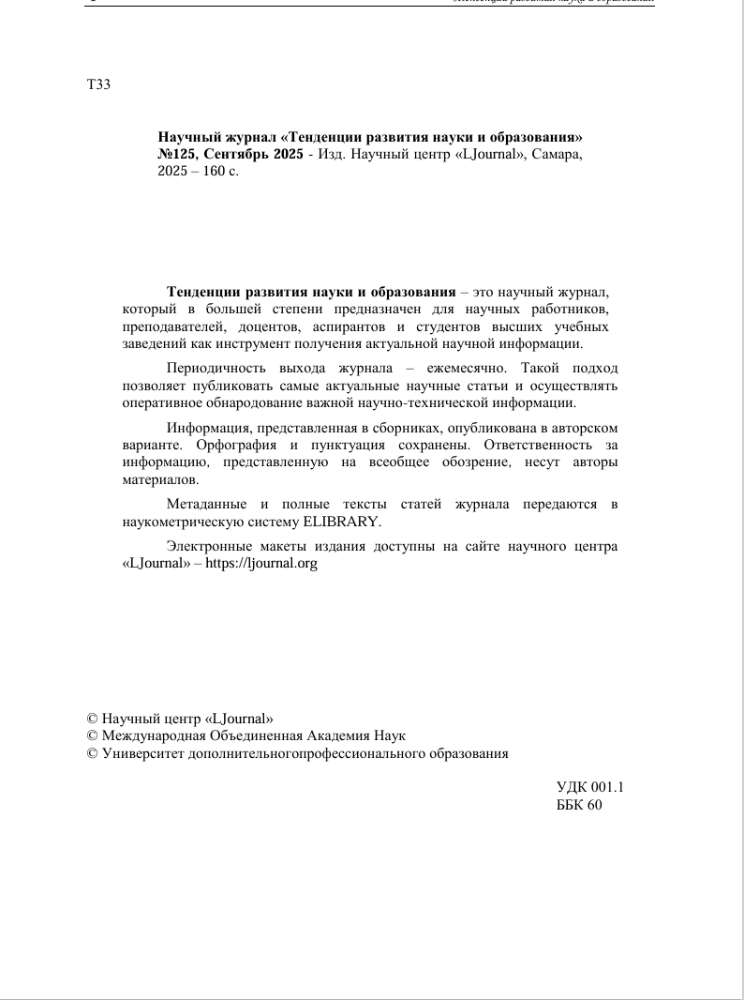 Т33
Научный журнал «Тенденции развития науки и образования»
№125, Сентябрь 2025 - Изд. Научный центр «LJournal», Самара,
2025 – 160 с.
Тенденции развития науки и образования – это научный журнал,
который в большей степени предназначен для научных работников,
преподавателей, доцентов, аспирантов и студентов высших учебных
заведений как инструмент получения актуальной научной информации.
Периодичность выхода журнала – ежемесячно. Такой подход
позволяет публиковать самые актуальные научные статьи и осуществлять
оперативное обнародование важной научно-технической информации.
Информация, представленная в сборниках, опубликована в авторском
варианте. Орфография и пунктуация сохранены. Ответственность за
информацию, представленную на всеобщее обозрение, несут авторы
материалов.
Метаданные и полные тексты статей журнала передаются в
наукометрическую систему ELIBRARY.
Электронные макеты издания доступны на сайте научного центра
«LJournal» – https://ljournal.org
© Научный центр «LJournal»
© Международная Объединенная Академия Наук
© Университет дополнительногопрофессионального образования
УДК 001.1
ББК 60